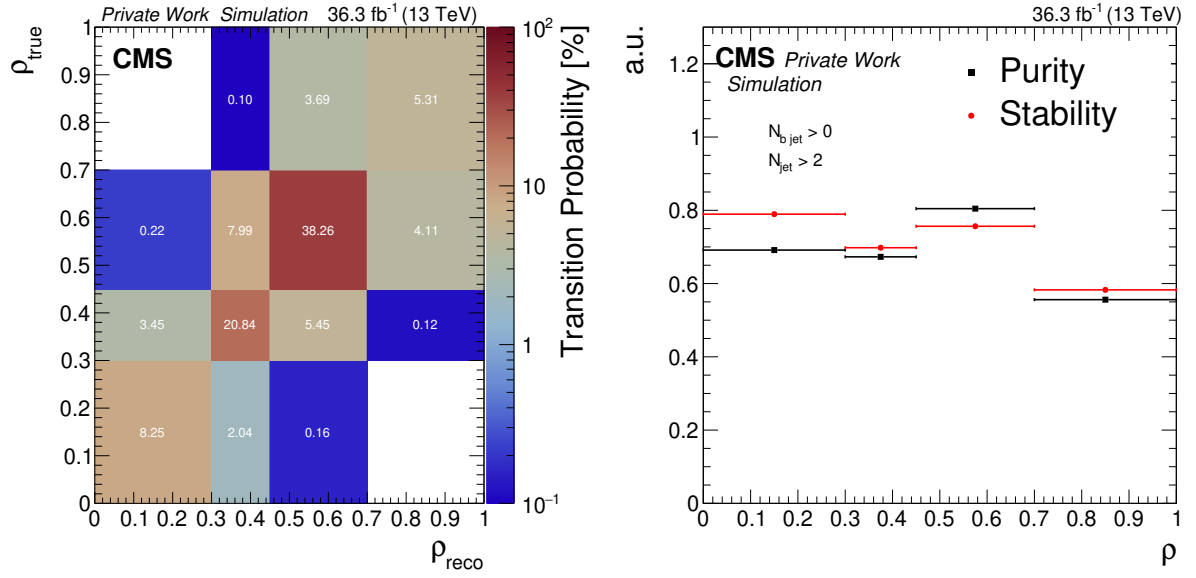 Private Work Simulation 36.3 fb⁻¹ (13 TeV)
CMS
ρtrue
1
0.9
0.8
0.7
0.6
0.5
0.4
0.3
0.2
0.1
0
0.10 3.69 5.31
0.22 7.99 38.26 4.11
3.45 20.84 5.45 0.12
8.25 2.04 0.16
0 0.1 0.2 0.3 0.4 0.5 0.6 0.7 0.8 0.9 1
ρreco
10²
10
1
10⁻¹
Transition Probability [%]
36.3 fb⁻¹ (13 TeV)
CMS Private Work
Simulation
Purity
Stability
N b jet > 0
N jet > 2
a.u.
1.2
1
0.8
0.6
0.4
0.2
0
0 0.1 0.2 0.3 0.4 0.5 0.6 0.7 0.8 0.9 1
ρ